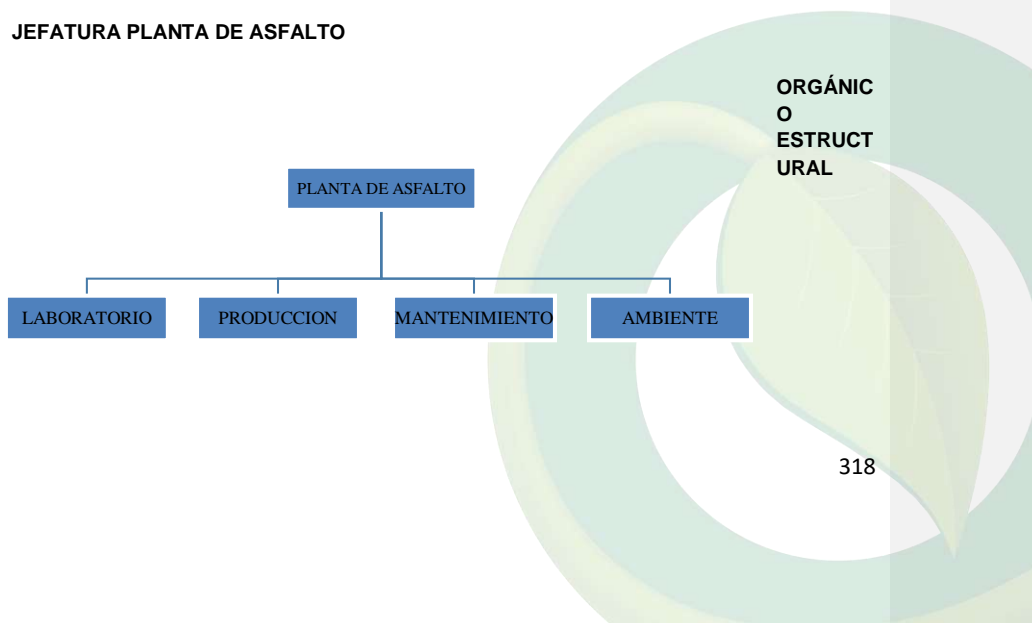 JEFATURA PLANTA DE ASFALTO
ORGÁNIC
O
ESTRUCT
URAL
PLANTA DE ASFALTO
LABORATORIO
PRODUCCION
MANTENIMIENTO
AMBIENTE
318